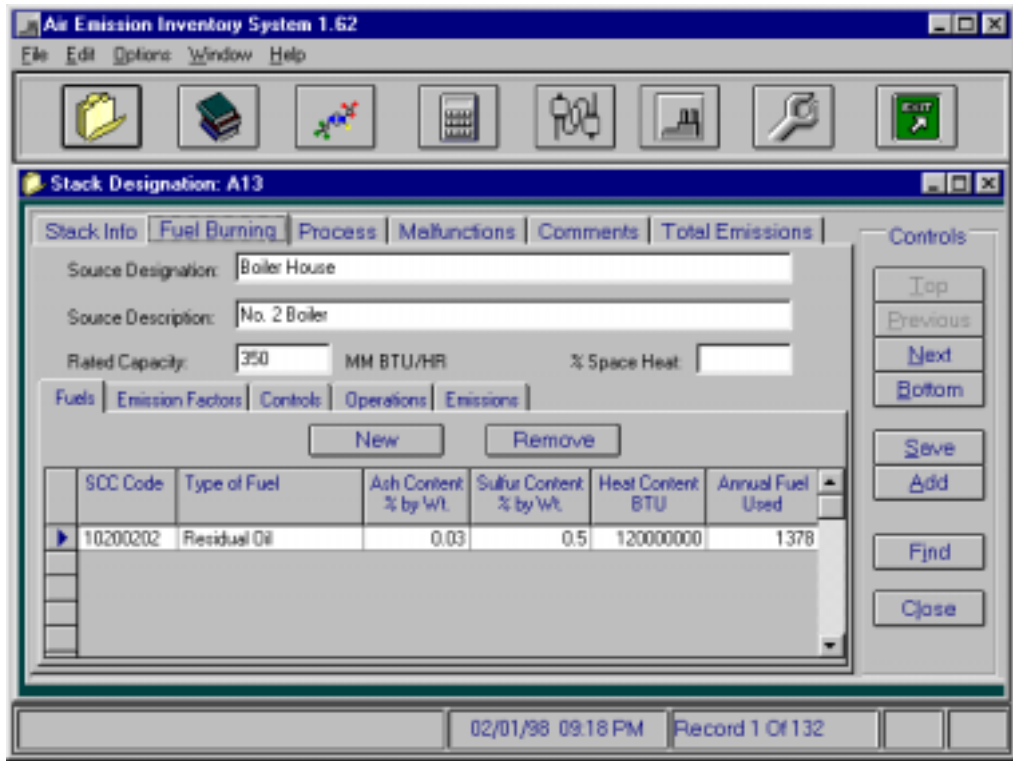 Air Emission Inventory System 1.62
File Edit Options Window Help
EXIT
Stack Designation: A13
Stack Info Fuel Burning Process Malfunctions Comments Total Emissions
Controls
Source Designation: Boiler House
Top
Source Description: No. 2 Boiler
Previous
Rated Capacity: 350 MM BTU/HR % Space Heat:
Next
Fuels Emission Factors Controls Operations Emissions
Bottom
New Remove
Save
SCC Code Type of Fuel Ash Content % by Wt. Sulfur Content % by Wt. Heat Content BTU Annual Fuel Used
Add
10200202 Residual Oil 0.03 0.5 120000000 1378
Find
Close
02/01/98 09:18 PM Record 1 Of 132